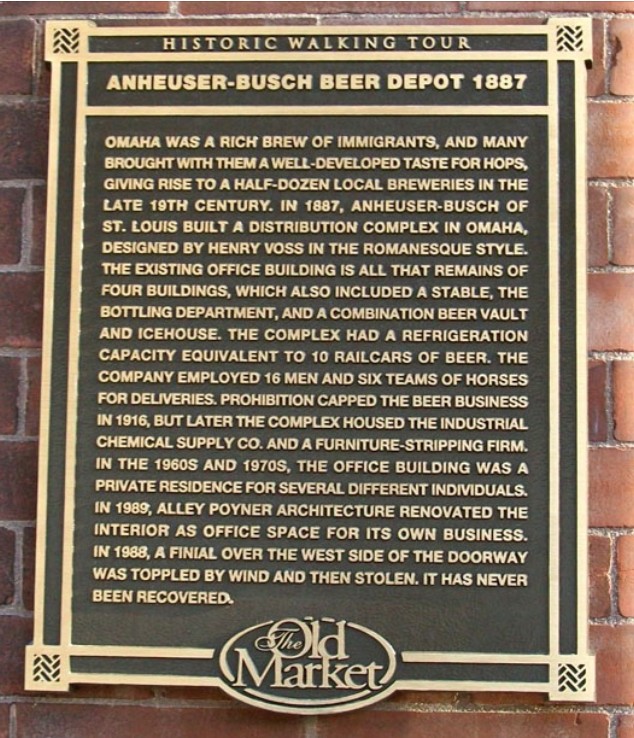 HISTORIC WALKING TOUR
ANHEUSER-BUSCH BEER DEPOT 1887
OMAHA WAS A RICH BREW OF IMMIGRANTS, AND MANY
BROUGHT WITH THEM A WELL-DEVELOPED TASTE FOR HOPS,
GIVING RISE TO A HALF-DOZEN LOCAL BREWERIES IN THE
LATE 19TH CENTURY. IN 1887, ANHEUSER-BUSCH OF
ST. LOUIS BUILT A DISTRIBUTION COMPLEX IN OMAHA,
DESIGNED BY HENRY VOSS IN THE ROMANESQUE STYLE.
THE EXISTING OFFICE BUILDING IS ALL THAT REMAINS OF
FOUR BUILDINGS, WHICH ALSO INCLUDED A STABLE, THE
BOTTLING DEPARTMENT, AND A COMBINATION BEER VAULT
AND ICEHOUSE. THE COMPLEX HAD A REFRIGERATION
CAPACITY EQUIVALENT TO 10 RAILCARS OF BEER. THE
COMPANY EMPLOYED 16 MEN AND SIX TEAMS OF HORSES
FOR DELIVERIES. PROHIBITION CAPPED THE BEER BUSINESS
IN 1916, BUT LATER THE COMPLEX HOUSED THE INDUSTRIAL
CHEMICAL SUPPLY CO. AND A FURNITURE-STRIPPING FIRM.
IN THE 1960S AND 1970S, THE OFFICE BUILDING WAS A
PRIVATE RESIDENCE FOR SEVERAL DIFFERENT INDIVIDUALS.
IN 1989, ALLEY POYNER ARCHITECTURE RENOVATED THE
INTERIOR AS OFFICE SPACE FOR ITS OWN BUSINESS.
IN 1988, A FINIAL OVER THE WEST SIDE OF THE DOORWAY
WAS TOPPLED BY WIND AND THEN STOLEN. IT HAS NEVER
BEEN RECOVERED.
The Old
Market